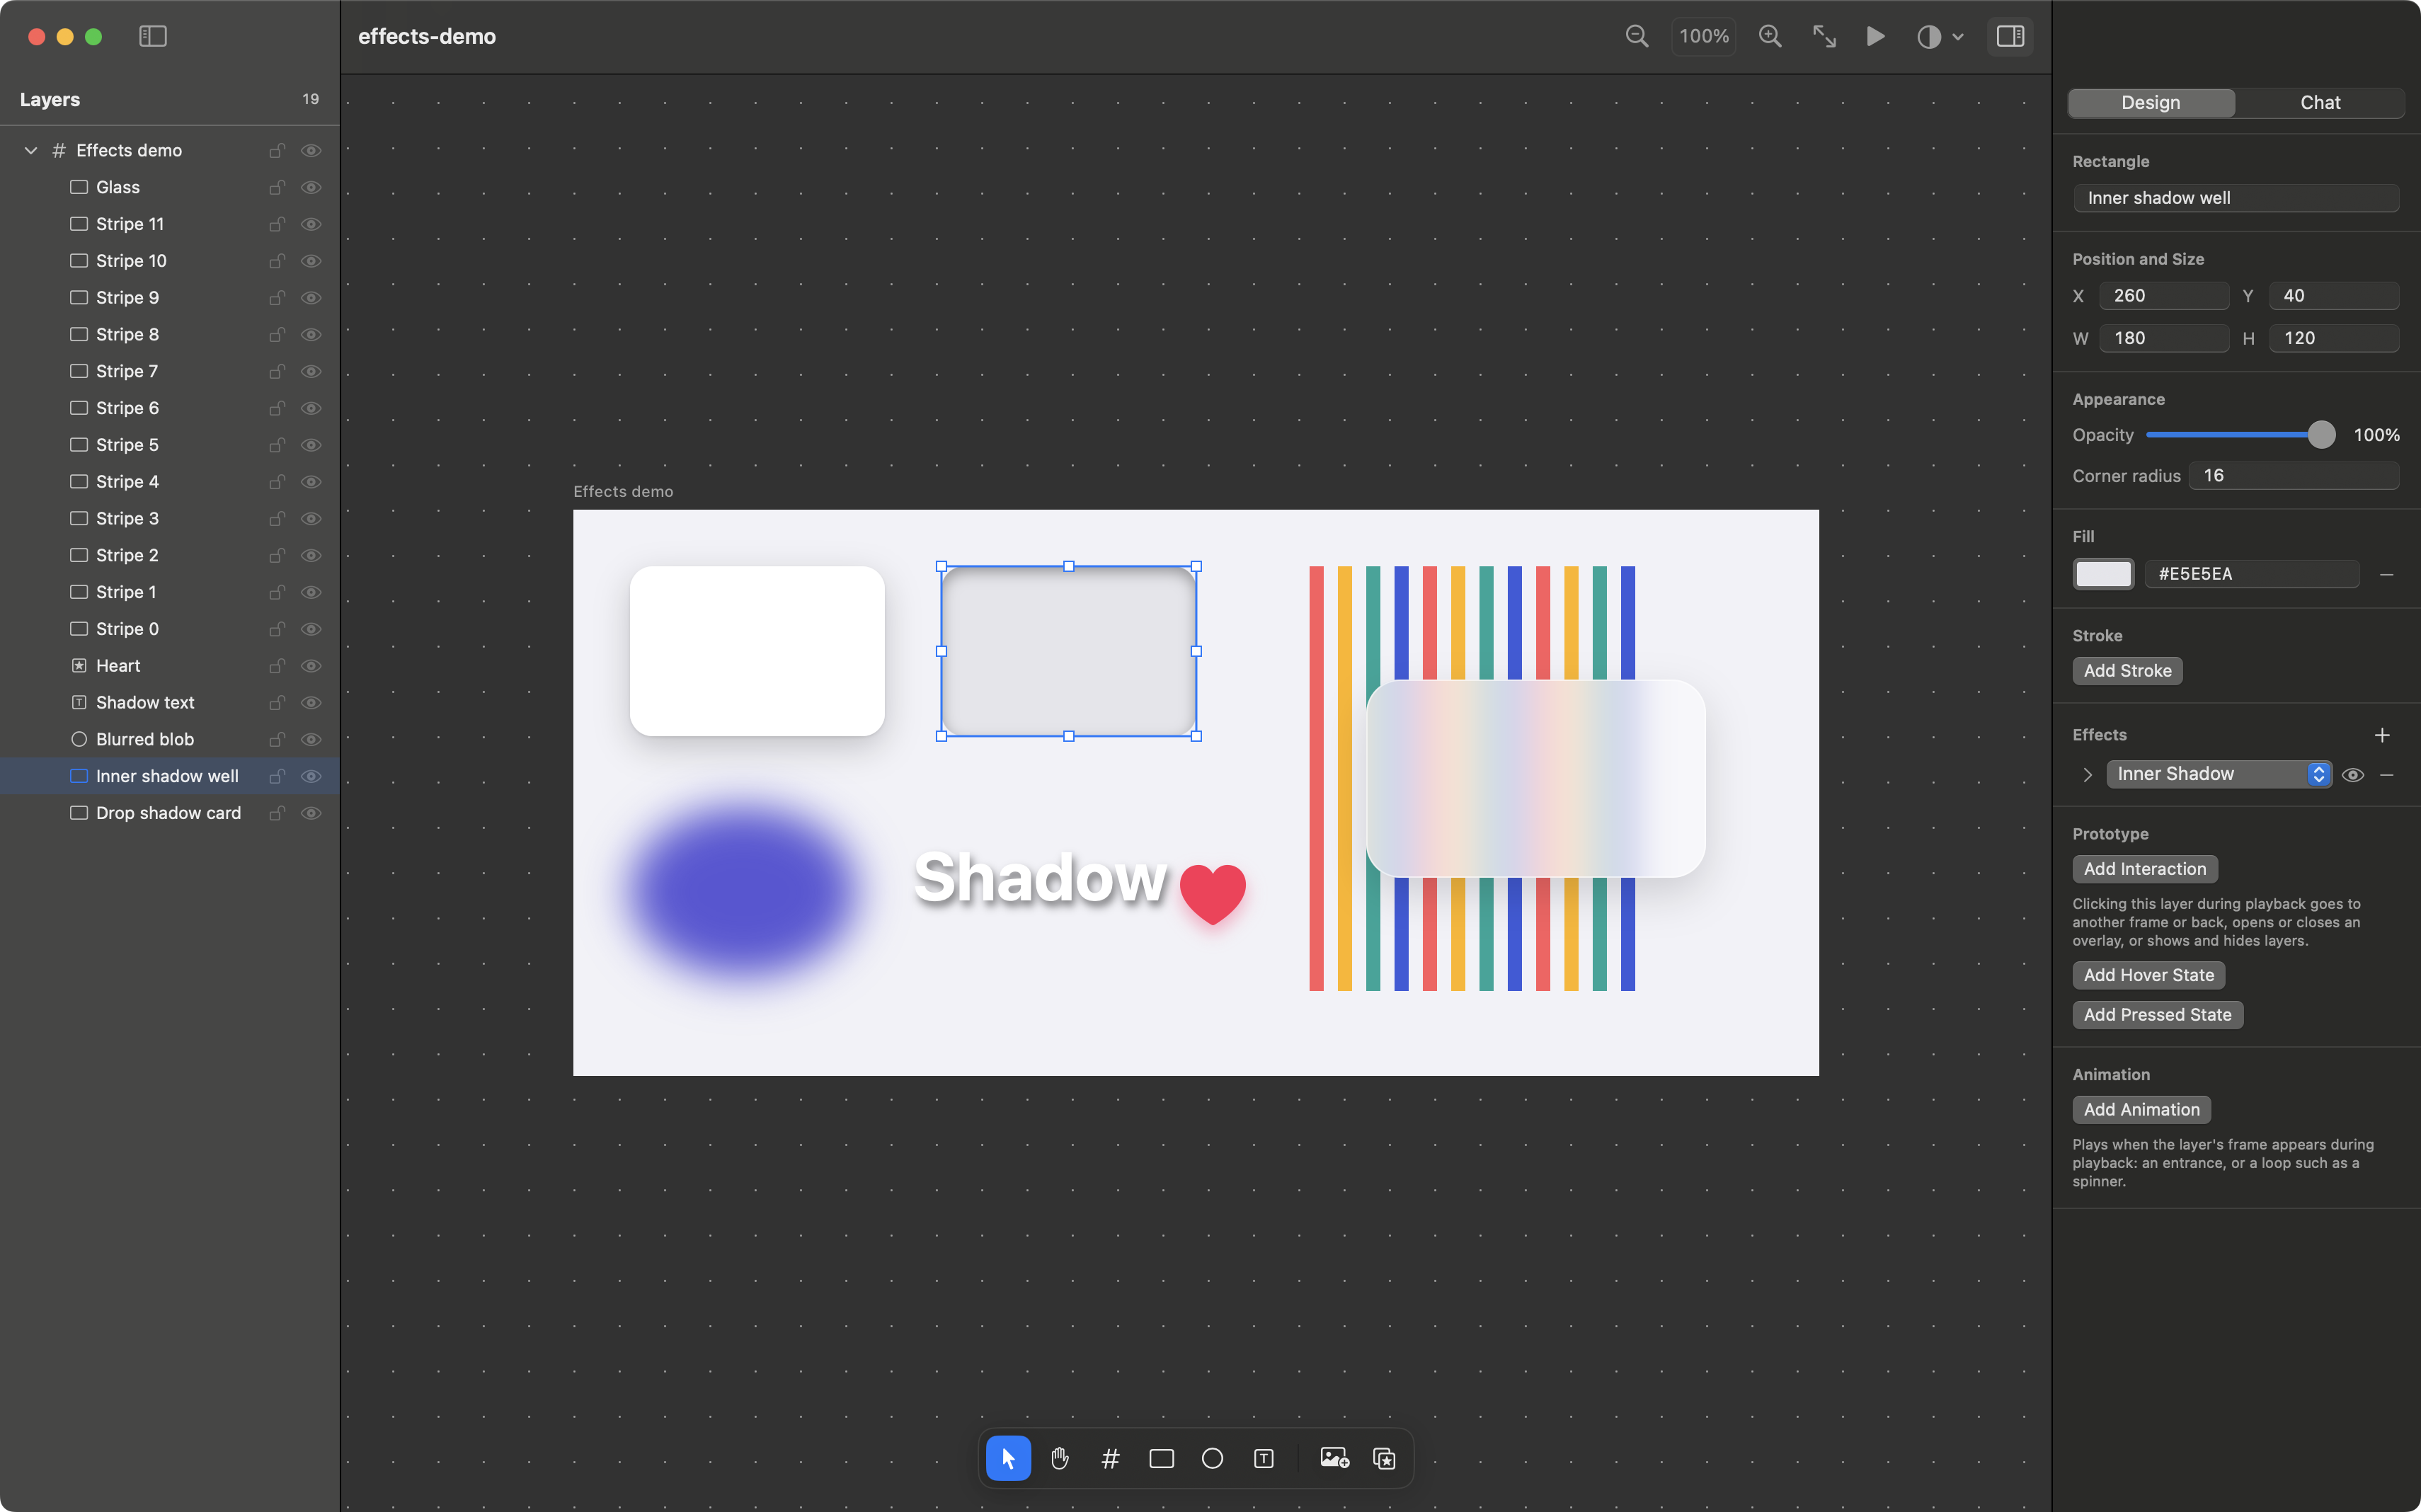 effects-demo
100%
Layers
19
Effects demo
Glass
Stripe 11
Stripe 10
Stripe 9
Stripe 8
Stripe 7
Stripe 6
Stripe 5
Stripe 4
Stripe 3
Stripe 2
Stripe 1
Stripe 0
Heart
Shadow text
Blurred blob
Inner shadow well
Drop shadow card
Effects demo
Shadow
Design
Chat
Rectangle
Inner shadow well
Position and Size
X 260 Y 40
W 180 H 120
Appearance
Opacity 100%
Corner radius 16
Fill
#E5E5EA
Stroke
Add Stroke
Effects
Inner Shadow
Prototype
Add Interaction
Clicking this layer during playback goes to
another frame or back, opens or closes an
overlay, or shows and hides layers.
Add Hover State
Add Pressed State
Animation
Add Animation
Plays when the layer's frame appears during
playback: an entrance, or a loop such as a
spinner.